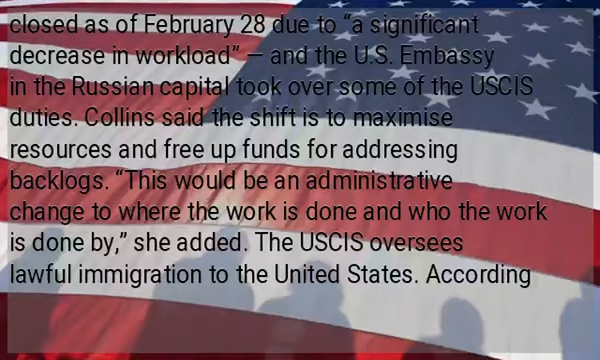 closed as of February 28 due to “a significant
decrease in workload” — and the U.S. Embassy
in the Russian capital took over some of the USCIS
duties. Collins said the shift is to maximise
resources and free up funds for addressing
backlogs. “This would be an administrative
change to where the work is done and who the work
is done by,” she added. The USCIS oversees
lawful immigration to the United States. According